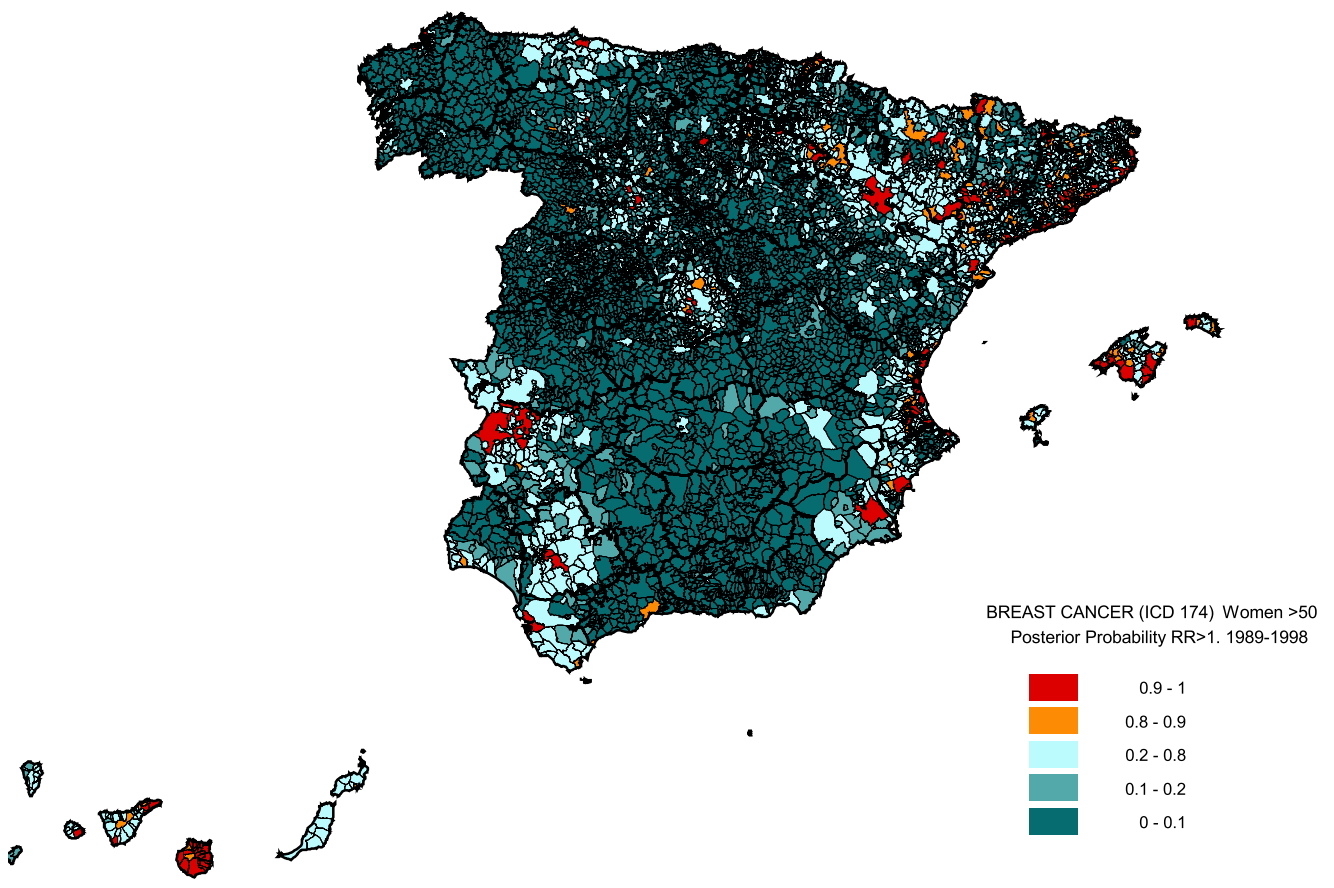 BREAST CANCER (ICD 174) Women >50
Posterior Probability RR>1. 1989-1998
0.9 - 1
0.8 - 0.9
0.2 - 0.8
0.1 - 0.2
0 - 0.1